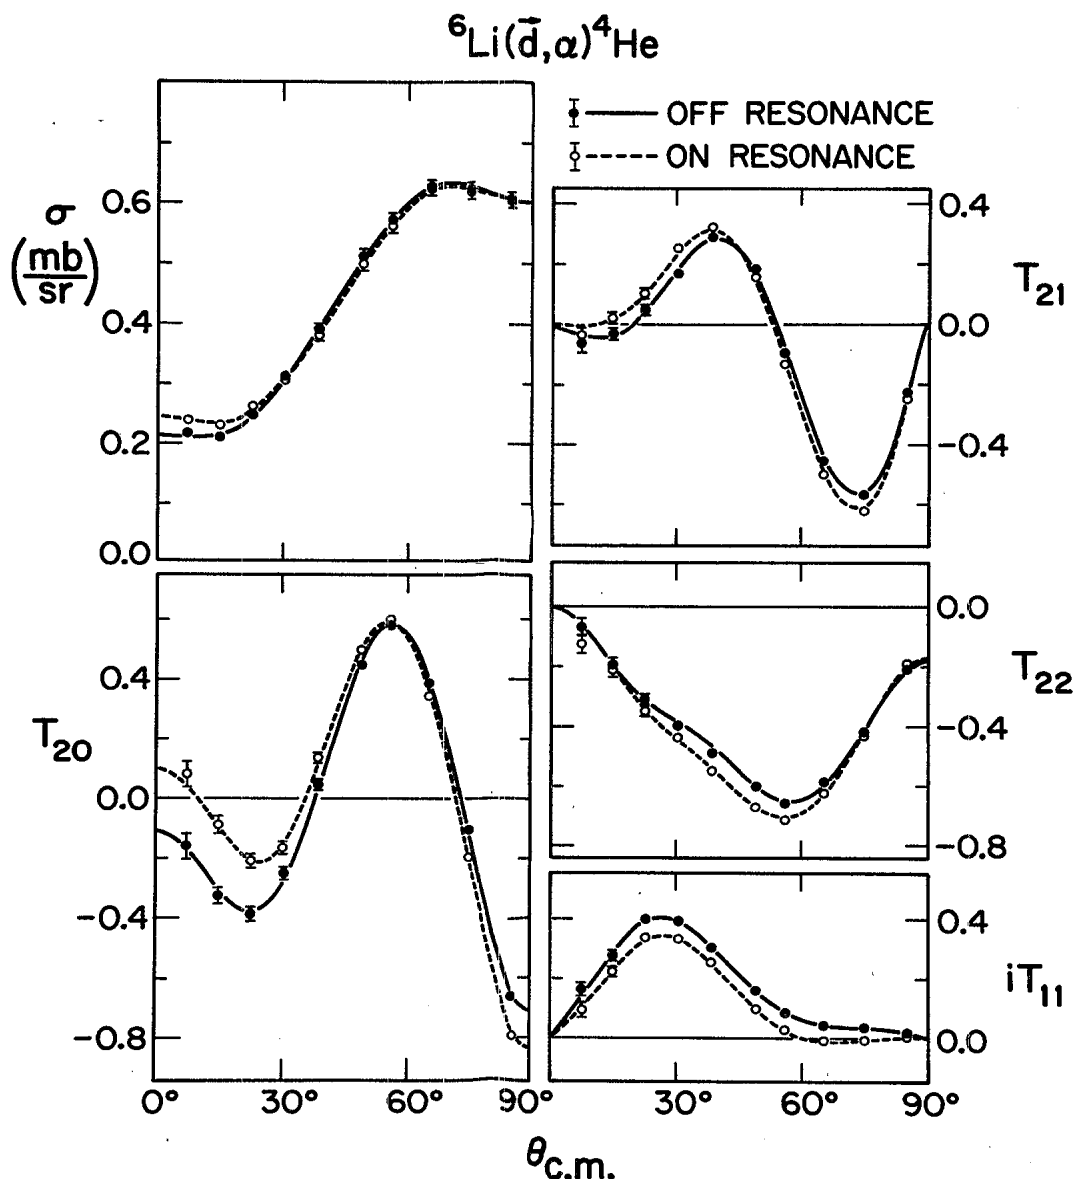 ⁶Li(d⃗,α)⁴He
OFF RESONANCE
ON RESONANCE
σ
(mb/sr)
0.6
0.4
0.2
0.0
0.4
0.0
-0.4
T₂₁
T₂₀
0.4
0.0
-0.4
-0.8
0.0
-0.4
-0.8
T₂₂
0.4
0.0
iT₁₁
0° 30° 60° 90° 30° 60° 90°
θc.m.